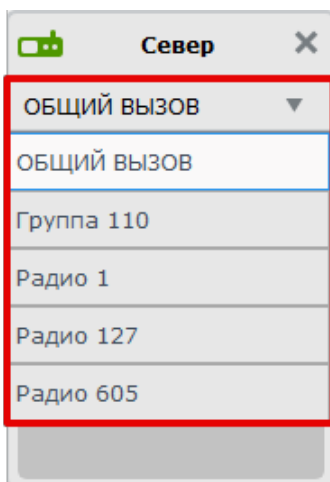 Север
ОБЩИЙ ВЫЗОВ
ОБЩИЙ ВЫЗОВ
Группа 110
Радио 1
Радио 127
Радио 605